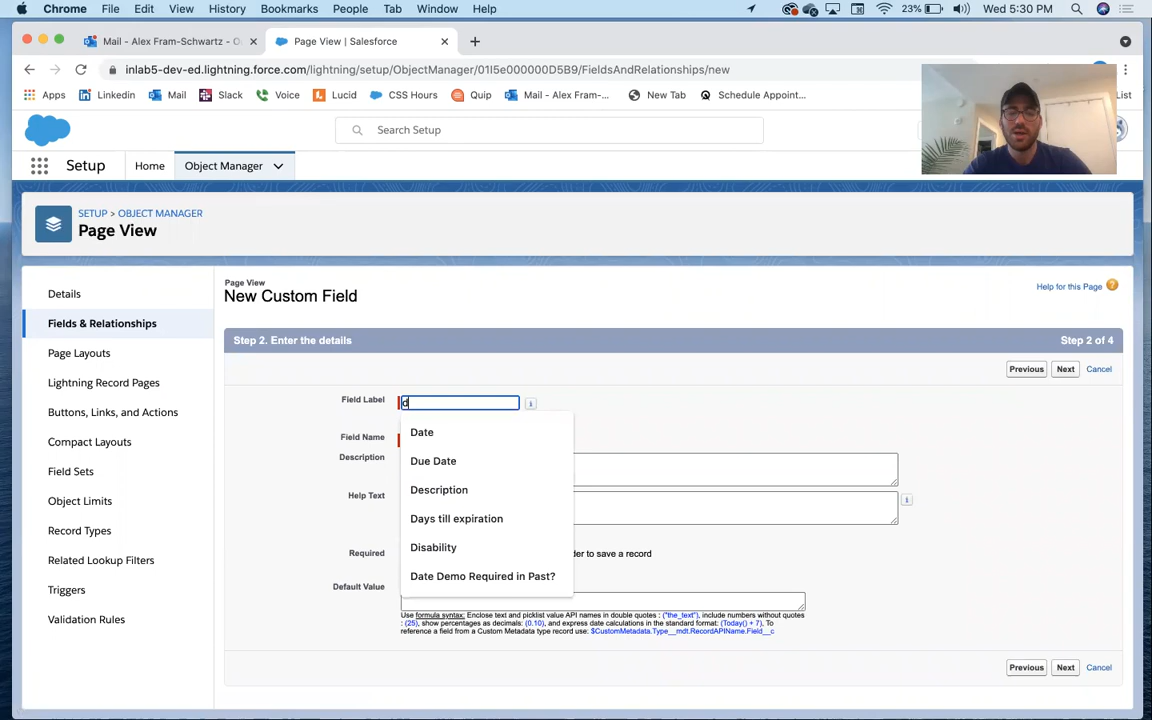 Chrome File Edit View History Bookmarks People Tab Window Help 23% Wed 5:30 PM
Mail - Alex Fram-Schwartz - O
Page View | Salesforce
inlab5-dev-ed.lightning.force.com/lightning/setup/ObjectManager/01I5e000000D5B9/FieldsAndRelationships/new
Apps Linkedin Mail Slack Voice Lucid CSS Hours Quip Mail - Alex Fram-... New Tab Schedule Appoint... List
Search Setup
Setup Home Object Manager
SETUP > OBJECT MANAGER
Page View
Details
Fields & Relationships
Page Layouts
Lightning Record Pages
Buttons, Links, and Actions
Compact Layouts
Field Sets
Object Limits
Record Types
Related Lookup Filters
Triggers
Validation Rules
Page View
New Custom Field
Help for this Page ?
Step 2. Enter the details Step 2 of 4
Previous Next Cancel
Field Label d i
Field Name
Description
Help Text i
Required der to save a record
Default Value
Date
Due Date
Description
Days till expiration
Disability
Date Demo Required in Past?
Use formula syntax: Enclose text and picklist value API names in double quotes : ("the_text"), include numbers without quotes
: (25), show percentages as decimals: (0.10), and express date calculations in the standard format: (Today() + 7), To
reference a field from a Custom Metadata type record use: $CustomMetadata.Type__mdt.RecordAPIName.Field__c
Previous Next Cancel